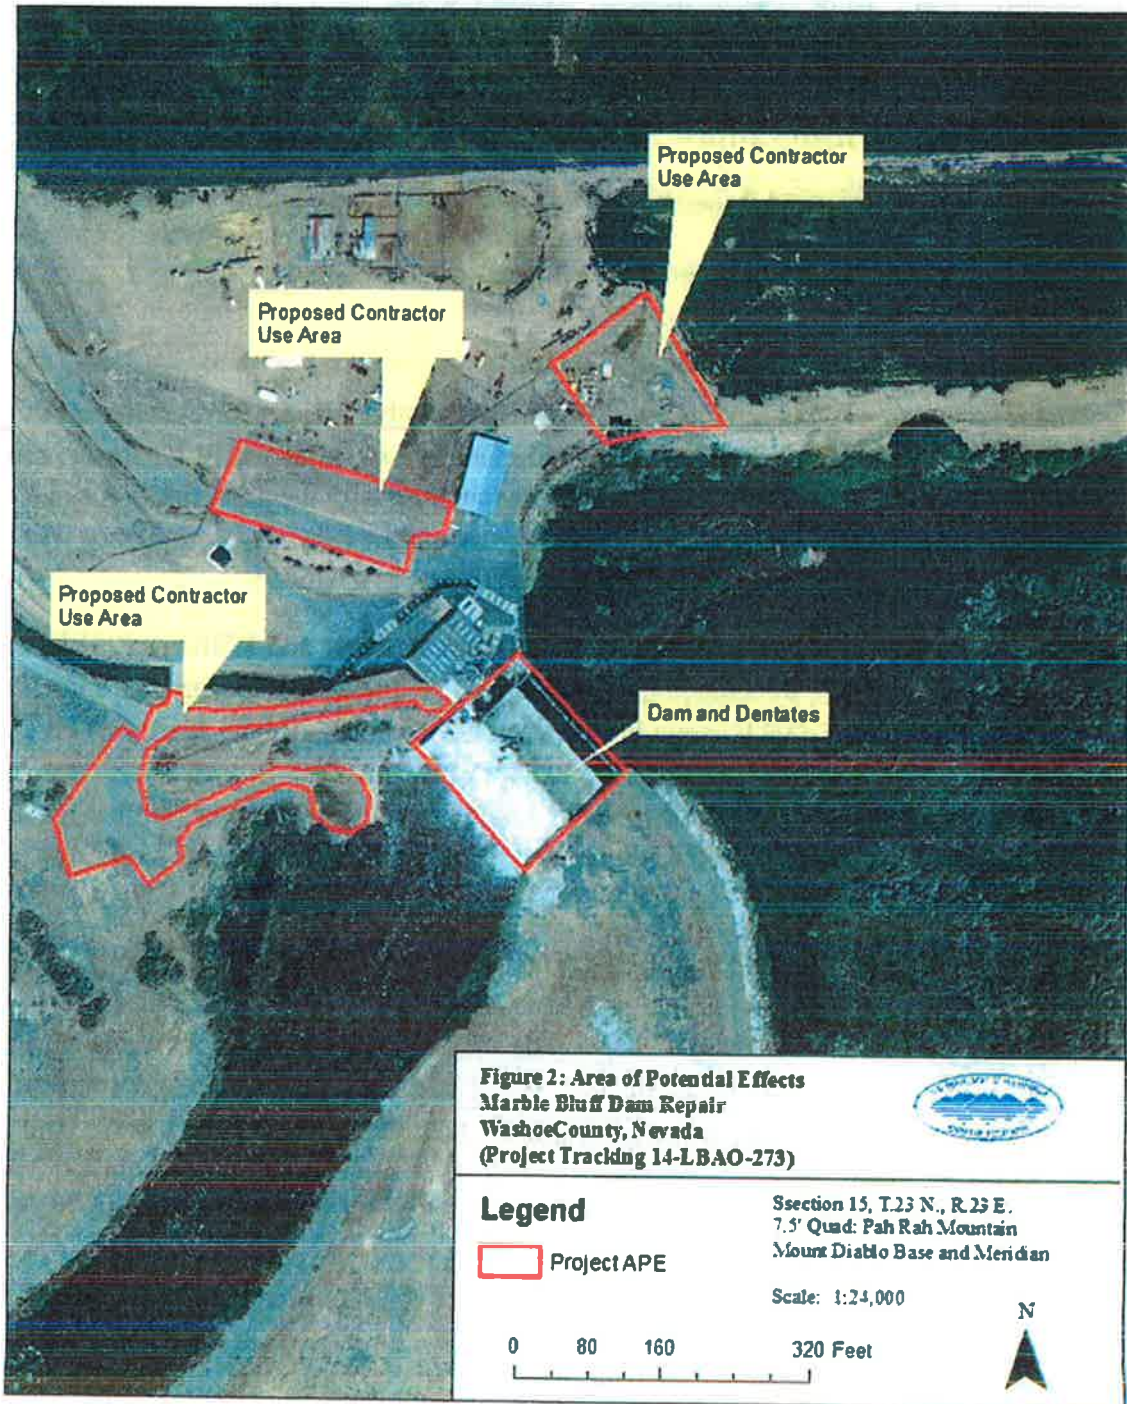 Proposed Contractor
Use Area
Proposed Contractor
Use Area
Proposed Contractor
Use Area
Dam and Dentates
Figure 2: Area of Potential Effects
Marble Bluff Dam Repair
WashoeCounty, Nevada
(Project Tracking 14-LBAO-273)
Legend
Project APE
Ssection 15, T.23 N., R.23 E.
7.5' Quad: Pah Rah Mountain
Mount Diablo Base and Meridian
Scale: 1:24,000
N
0 80 160 320 Feet